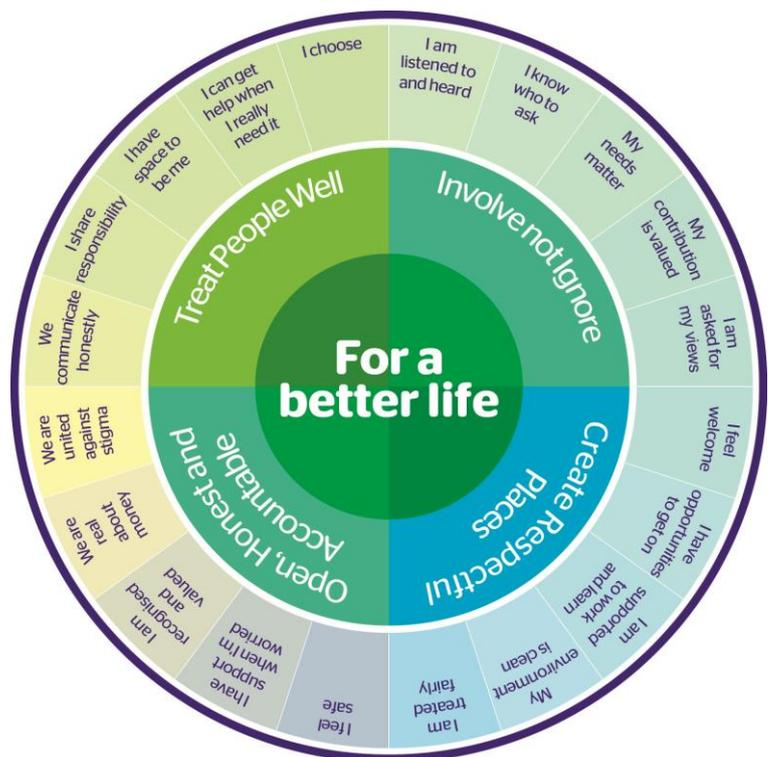 For a
better life
Treat People Well
Involve not Ignore
Create Respectful
Places
Open, Honest and
Accountable
I am
listened to
and heard
I know
who to
ask
My
needs
matter
My
contribution
is valued
I am
asked for
my views
I feel
welcome
I have
opportunities
to get on
I am
supported
to work
and learn
My
environment
is clean
I am
treated
fairly
I feel
safe
I have
support
when I'm
worried
I am
recognised
and
valued
We are
real
about
money
We are
united
against
stigma
We
communicate
honestly
I share
responsibility
I have
space to
be me
I can get
help when
I really
need it
I choose